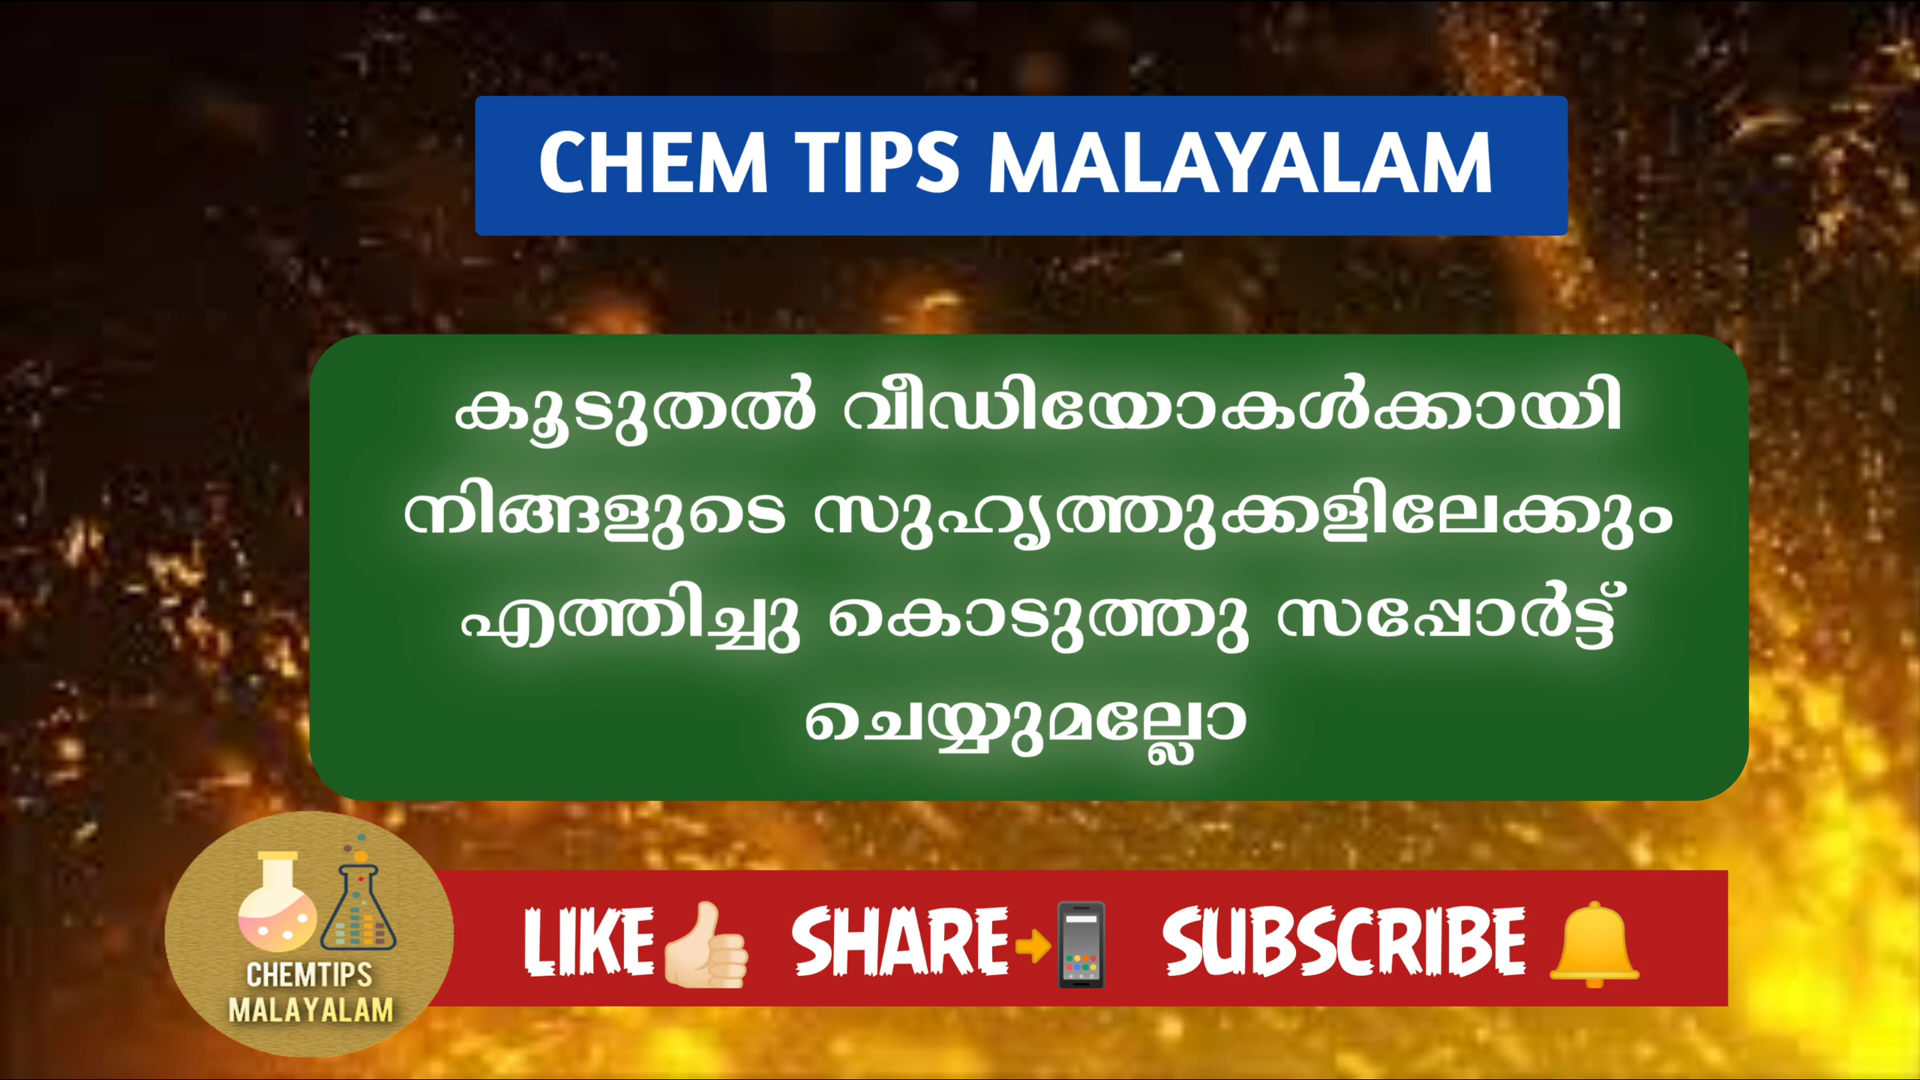 CHEM TIPS MALAYALAM
കൂടുതൽ വീഡിയോകൾക്കായി
നിങ്ങളുടെ സുഹൃത്തുക്കളിലേക്കും
എത്തിച്ചു കൊടുത്തു സപ്പോർട്ട്
ചെയ്യുമല്ലോ
LIKE👍🏻 SHARE📲 SUBSCRIBE 🔔
CHEMTIPS
MALAYALAM